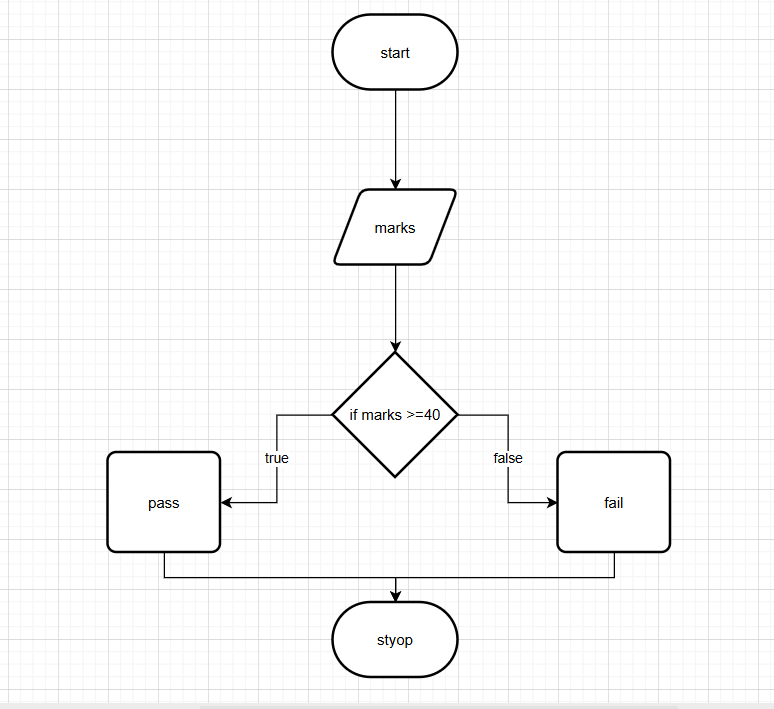 start
marks
if marks >=40
true
false
pass
fail
styop